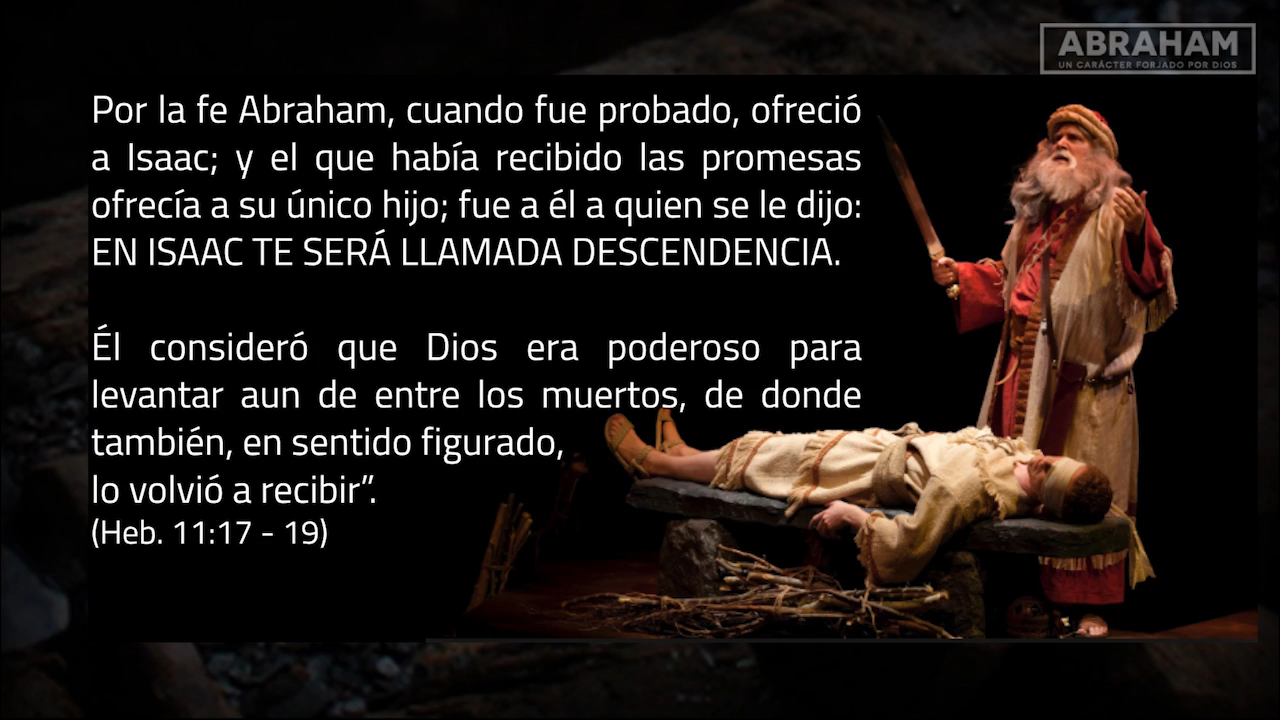 ABRAHAM
UN CARÁCTER FORJADO POR DIOS
Por la fe Abraham, cuando fue probado, ofreció
a Isaac; y el que había recibido las promesas
ofrecía a su único hijo; fue a él a quien se le dijo:
EN ISAAC TE SERÁ LLAMADA DESCENDENCIA.
Él consideró que Dios era poderoso para
levantar aun de entre los muertos, de donde
también, en sentido figurado,
lo volvió a recibir”.
(Heb. 11:17 - 19)